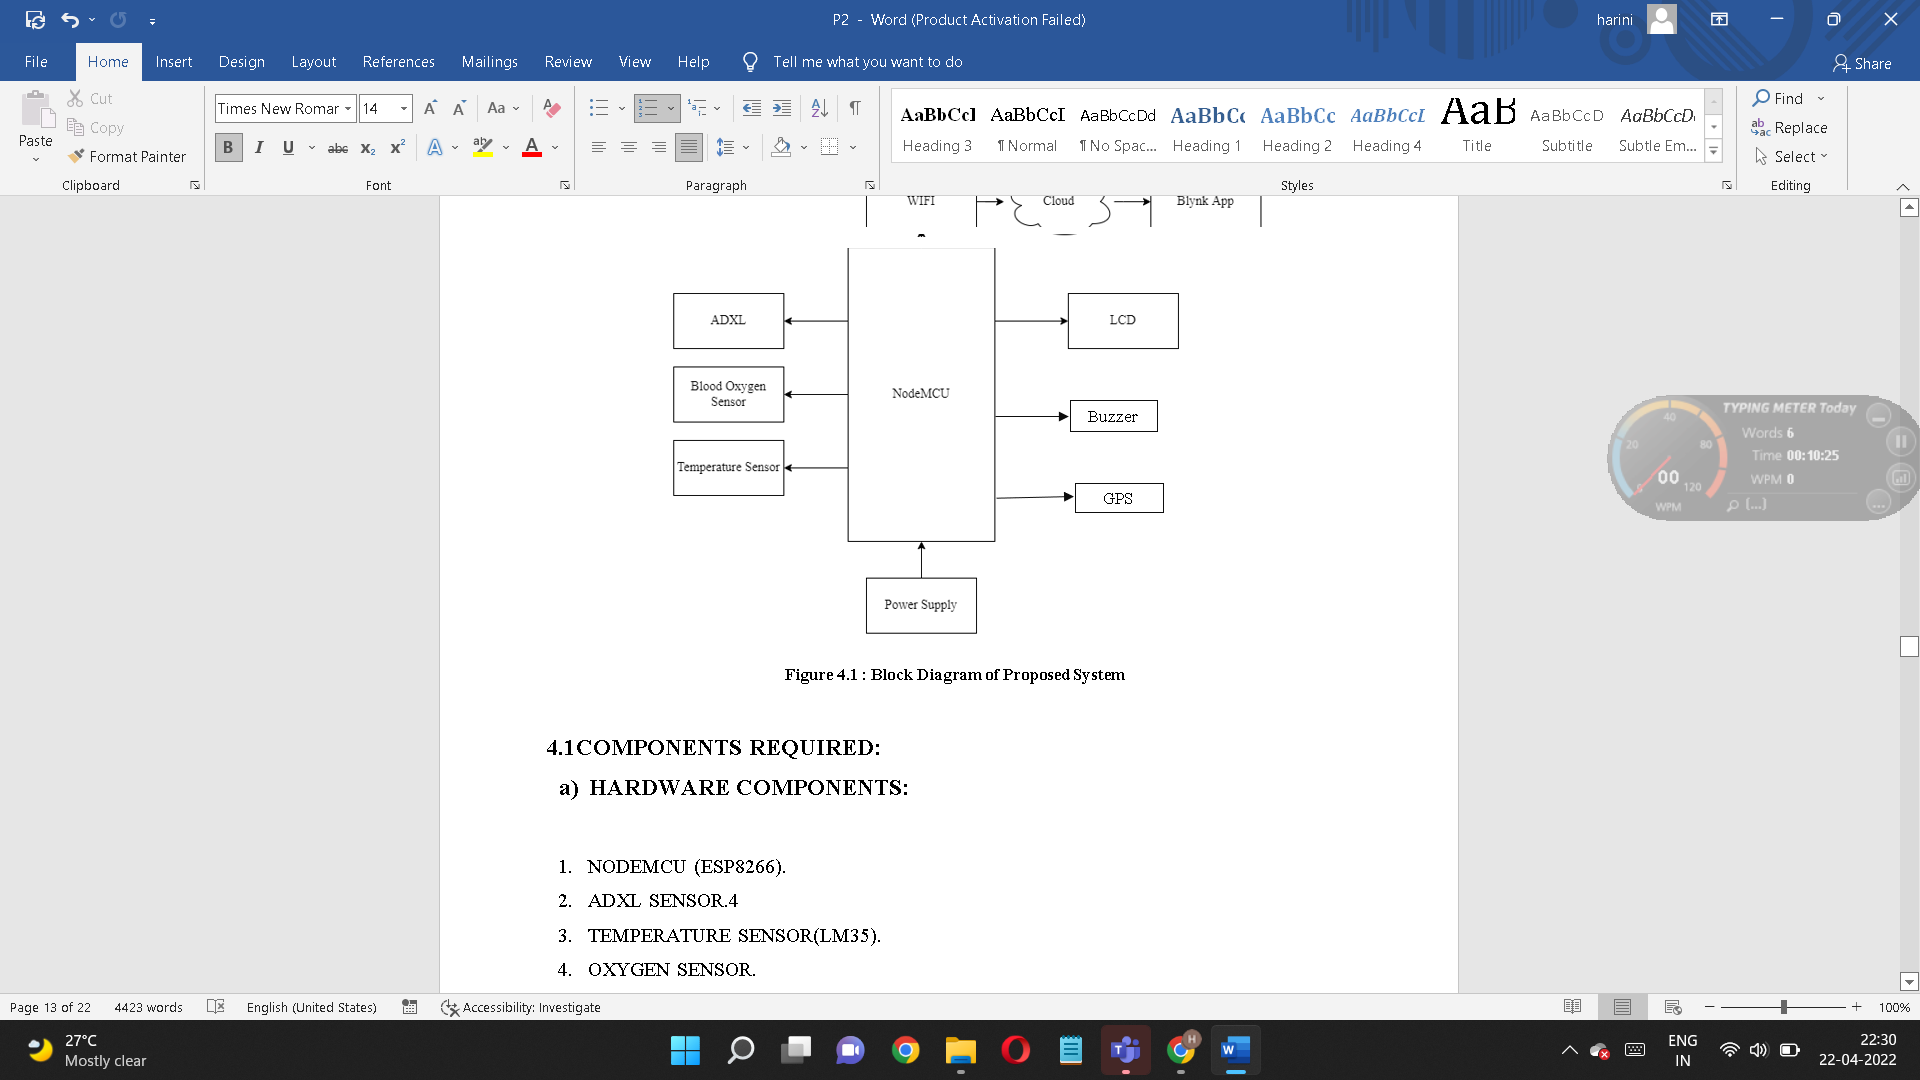 P2 - Word (Product Activation Failed)
harini
File Home Insert Design Layout References Mailings Review View Help Tell me what you want to do
Share
Paste
Cut
Copy
Format Painter
Clipboard
Times New Romar 14
Font
Paragraph
AaBbCcI AaBbCcI AaBbCcDd AaBbCc AaBbCc AaBbCcL AaB AaBbCcD AaBbCcD
Heading 3 ¶ Normal ¶ No Spac... Heading 1 Heading 2 Heading 4 Title Subtitle Subtle Em...
Styles
Find
Replace
Select
Editing
WIFI Cloud Blynk App
ADXL
LCD
Blood Oxygen
Sensor
NodeMCU
Buzzer
Temperature Sensor
GPS
Power Supply
Figure 4.1 : Block Diagram of Proposed System
4.1COMPONENTS REQUIRED:
a) HARDWARE COMPONENTS:
1. NODEMCU (ESP8266).
2. ADXL SENSOR.4
3. TEMPERATURE SENSOR(LM35).
4. OXYGEN SENSOR.
TYPING METER Today
Words 6
Time 00:10:25
WPM 0
0 20 40 80 120
00
WPM
(...)
Page 13 of 22 4423 words English (United States) Accessibility: Investigate
100%
27°C
Mostly clear
ENG
IN
22:30
22-04-2022